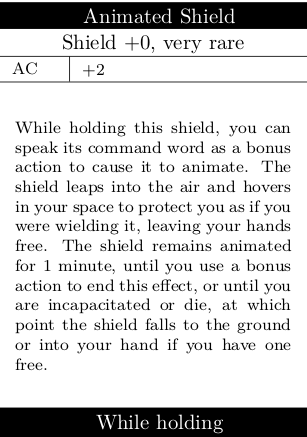 Animated Shield
Shield +0, very rare
AC +2
While holding this shield, you can
speak its command word as a bonus
action to cause it to animate. The
shield leaps into the air and hovers
in your space to protect you as if you
were wielding it, leaving your hands
free. The shield remains animated
for 1 minute, until you use a bonus
action to end this effect, or until you
are incapacitated or die, at which
point the shield falls to the ground
or into your hand if you have one
free.
While holding